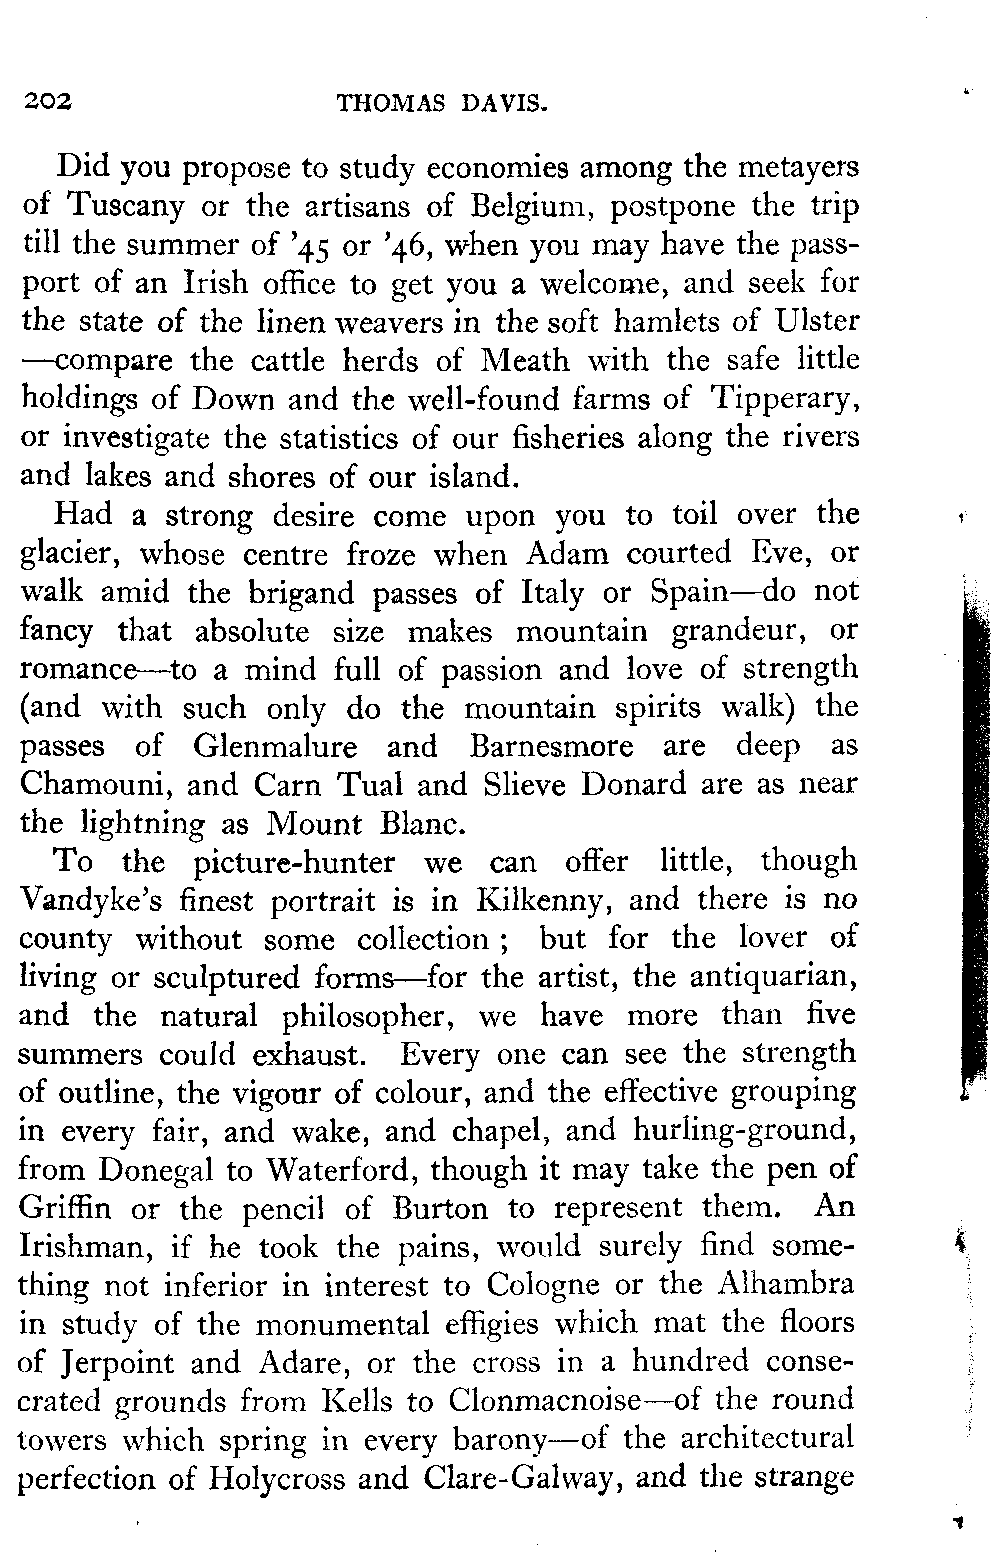 202 THOMAS DAVIS.
Did you propose to study economies among the metayers
of Tuscany or the artisans of Belgium, postpone the trip
till the summer of ’45 or ’46, when you may have the pass-
port of an Irish office to get you a welcome, and seek for
the state of the linen weavers in the soft hamlets of Ulster
—compare the cattle herds of Meath with the safe little
holdings of Down and the well-found farms of Tipperary,
or investigate the statistics of our fisheries along the rivers
and lakes and shores of our island.
Had a strong desire come upon you to toil over the
glacier, whose centre froze when Adam courted Eve, or
walk amid the brigand passes of Italy or Spain—do not
fancy that absolute size makes mountain grandeur, or
romance—to a mind full of passion and love of strength
(and with such only do the mountain spirits walk) the
passes of Glenmalure and Barnesmore are deep as
Chamouni, and Carn Tual and Slieve Donard are as near
the lightning as Mount Blanc.
To the picture-hunter we can offer little, though
Vandyke’s finest portrait is in Kilkenny, and there is no
county without some collection ; but for the lover of
living or sculptured forms—for the artist, the antiquarian,
and the natural philosopher, we have more than five
summers could exhaust. Every one can see the strength
of outline, the vigour of colour, and the effective grouping
in every fair, and wake, and chapel, and hurling-ground,
from Donegal to Waterford, though it may take the pen of
Griffin or the pencil of Burton to represent them. An
Irishman, if he took the pains, would surely find some-
thing not inferior in interest to Cologne or the Alhambra
in study of the monumental effigies which mat the floors
of Jerpoint and Adare, or the cross in a hundred conse-
crated grounds from Kells to Clonmacnoise—of the round
towers which spring in every barony—of the architectural
perfection of Holycross and Clare-Galway, and the strange